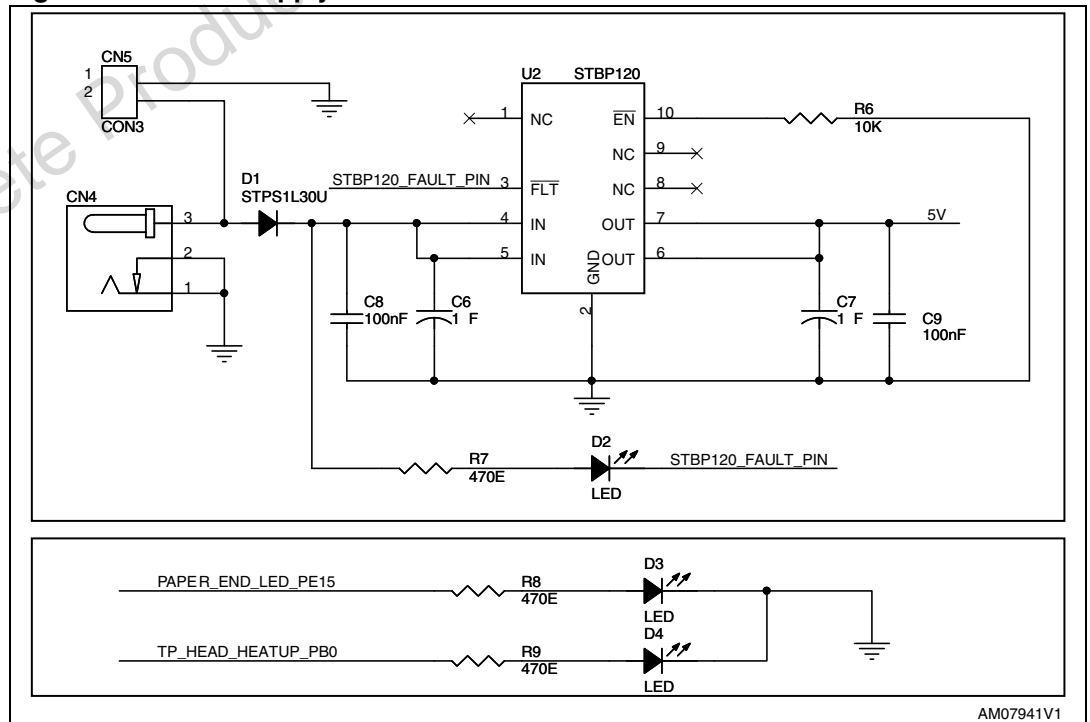 CN5
1
2
CON3
CN4
3
2
1
D1
STPS1L30U
STBP120_FAULT_PIN
U2 STBP120
1 NC
3 FLT
4 IN
5 IN
GND
2
EN 10
NC 9
NC 8
OUT 7
OUT 6
R6
10K
5V
C8
100nF
C6
1 F
C7
1 F
C9
100nF
R7
470E
D2
LED
STBP120_FAULT_PIN
PAPER_END_LED_PE15
R8
470E
D3
LED
TP_HEAD_HEATUP_PB0
R9
470E
D4
LED
AM07941V1